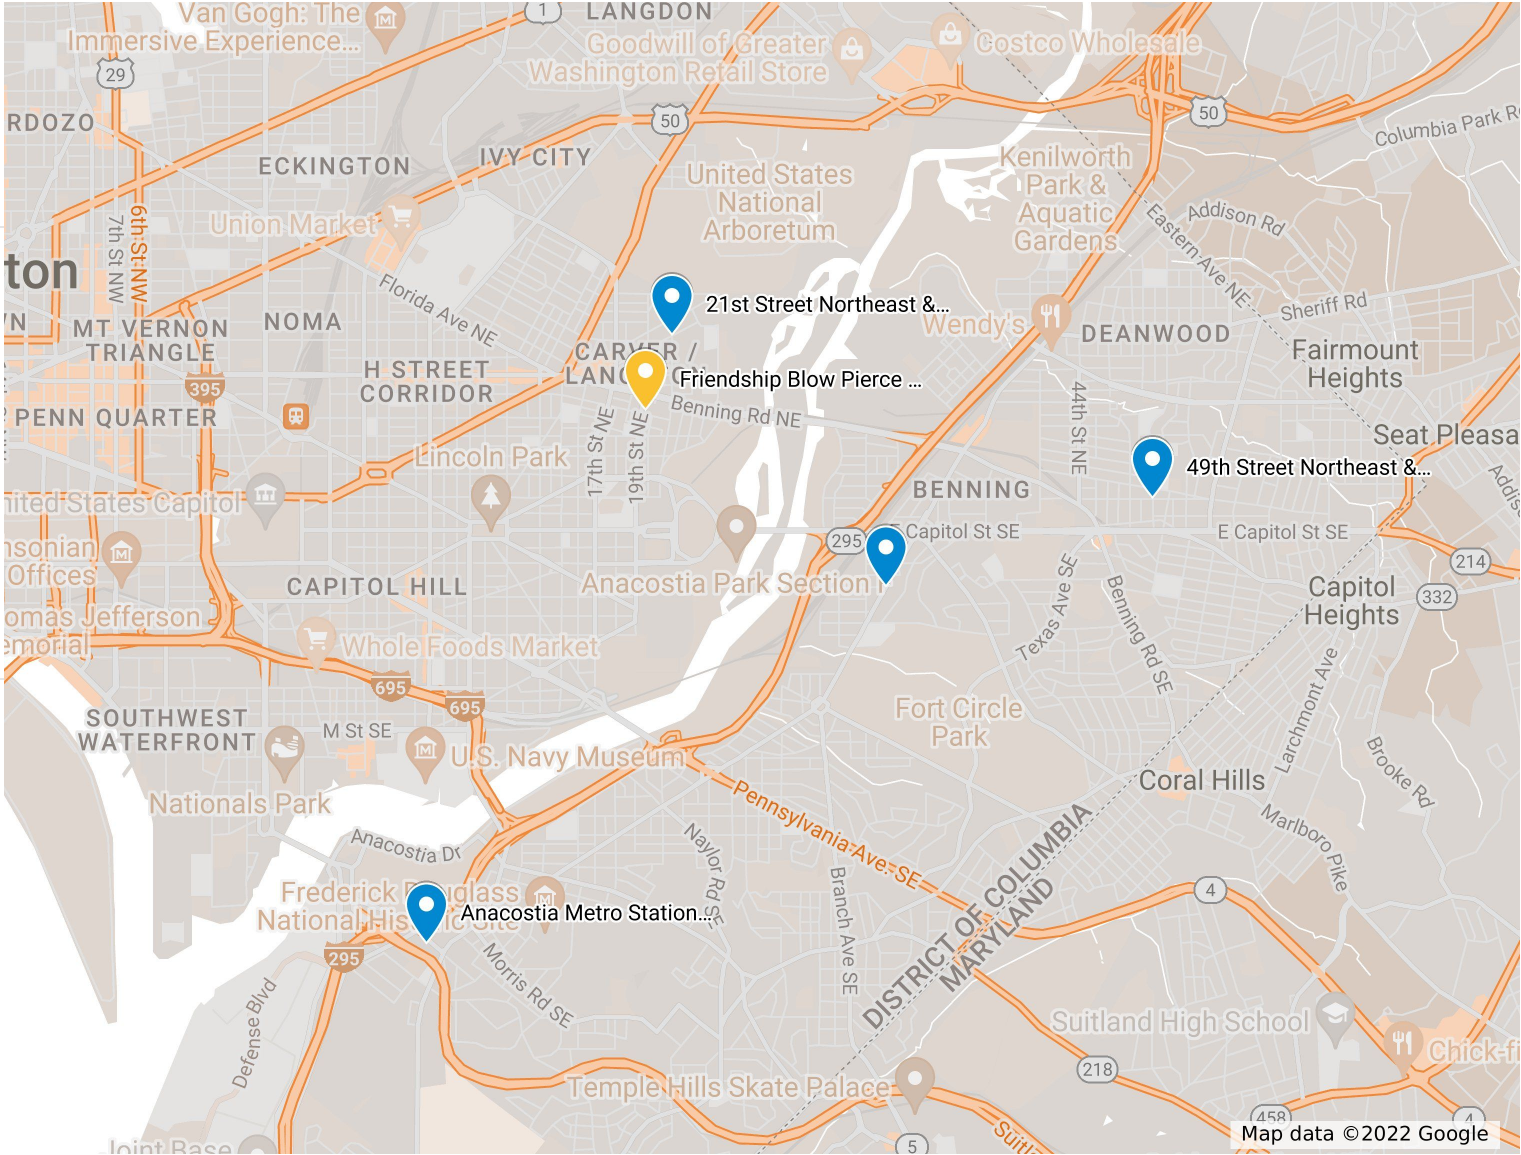 Van Gogh: The
Immersive Experience…
1
LANGDON
Goodwill of Greater
Washington Retail Store
Costco Wholesale
29
RDOZO
50
50
Columbia Park
ECKINGTON
IVY CITY
United States
National
Arboretum
Kenilworth
Park &
Aquatic
Gardens
7th St NW
6th St NW
Union Market
Addison Rd
Eastern Ave NE
ton
Florida Ave NE
21st Street Northeast &…
Sheriff Rd
MT VERNON
TRIANGLE
NOMA
Wendy's
DEANWOOD
CARVER /
Fairmount
Heights
H STREET
CORRIDOR
395
Friendship Blow Pierce …
PENN QUARTER
Benning Rd NE
17th St NE
19th St NE
44th St NE
Seat Pleasa
Lincoln Park
49th Street Northeast &…
BENNING
nited States Capitol
295
E Capitol St SE
E Capitol St SE
nsonian
Offices
214
CAPITOL HILL
Anacostia Park Section
Capitol
Heights
332
omas Jefferson
emorial
Whole Foods Market
Texas Ave SE
Benning Rd SE
Larchmont Ave
695
695
Fort Circle
Park
SOUTHWEST
WATERFRONT
M St SE
U.S. Navy Museum
Coral Hills
Brooke Rd
Nationals Park
Pennsylvania Ave. SE
Marlboro Pike
Anacostia Dr
Naylor Rd SE
Branch Ave SE
DISTRICT OF COLUMBIA
MARYLAND
4
Frederick Douglass
National Historic Site
Anacostia Metro Station…
295
Morris Rd SE
Defense Blvd
Suitland High School
Chick-fi
218
Temple Hills Skate Palace
458
4
5
Suitl
Joint Base
Map data ©2022 Google